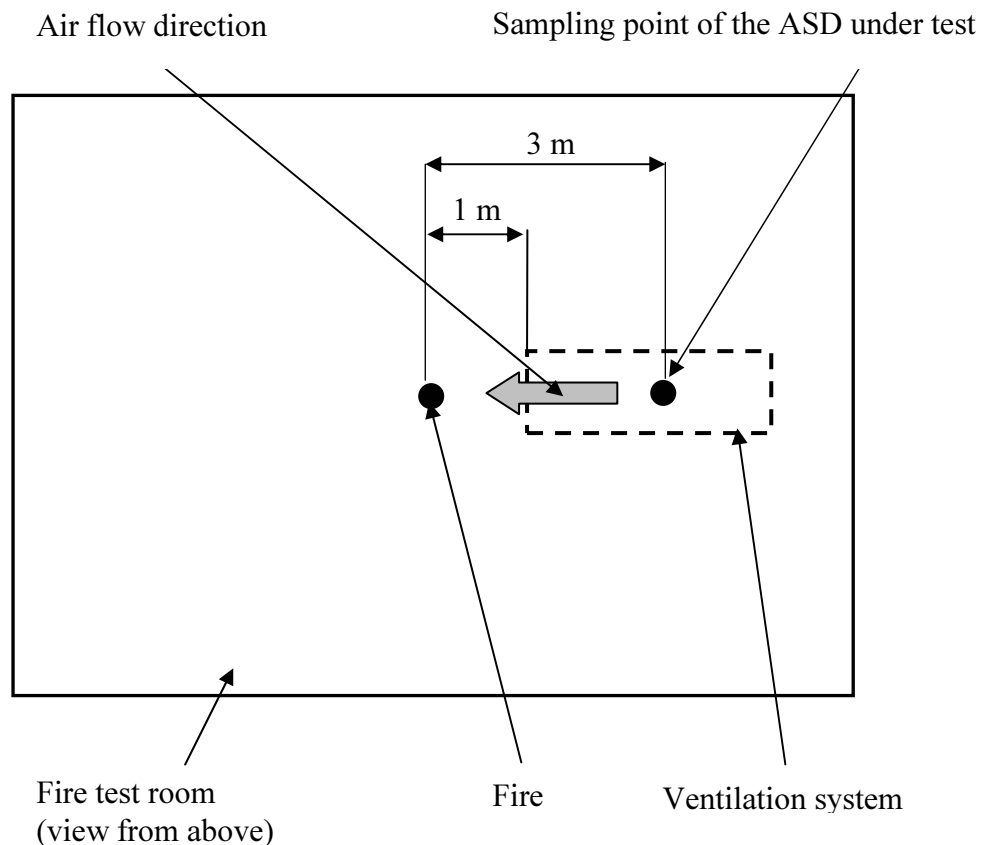 Air flow direction
Sampling point of the ASD under test
3 m
1 m
Fire test room
(view from above)
Fire
Ventilation system